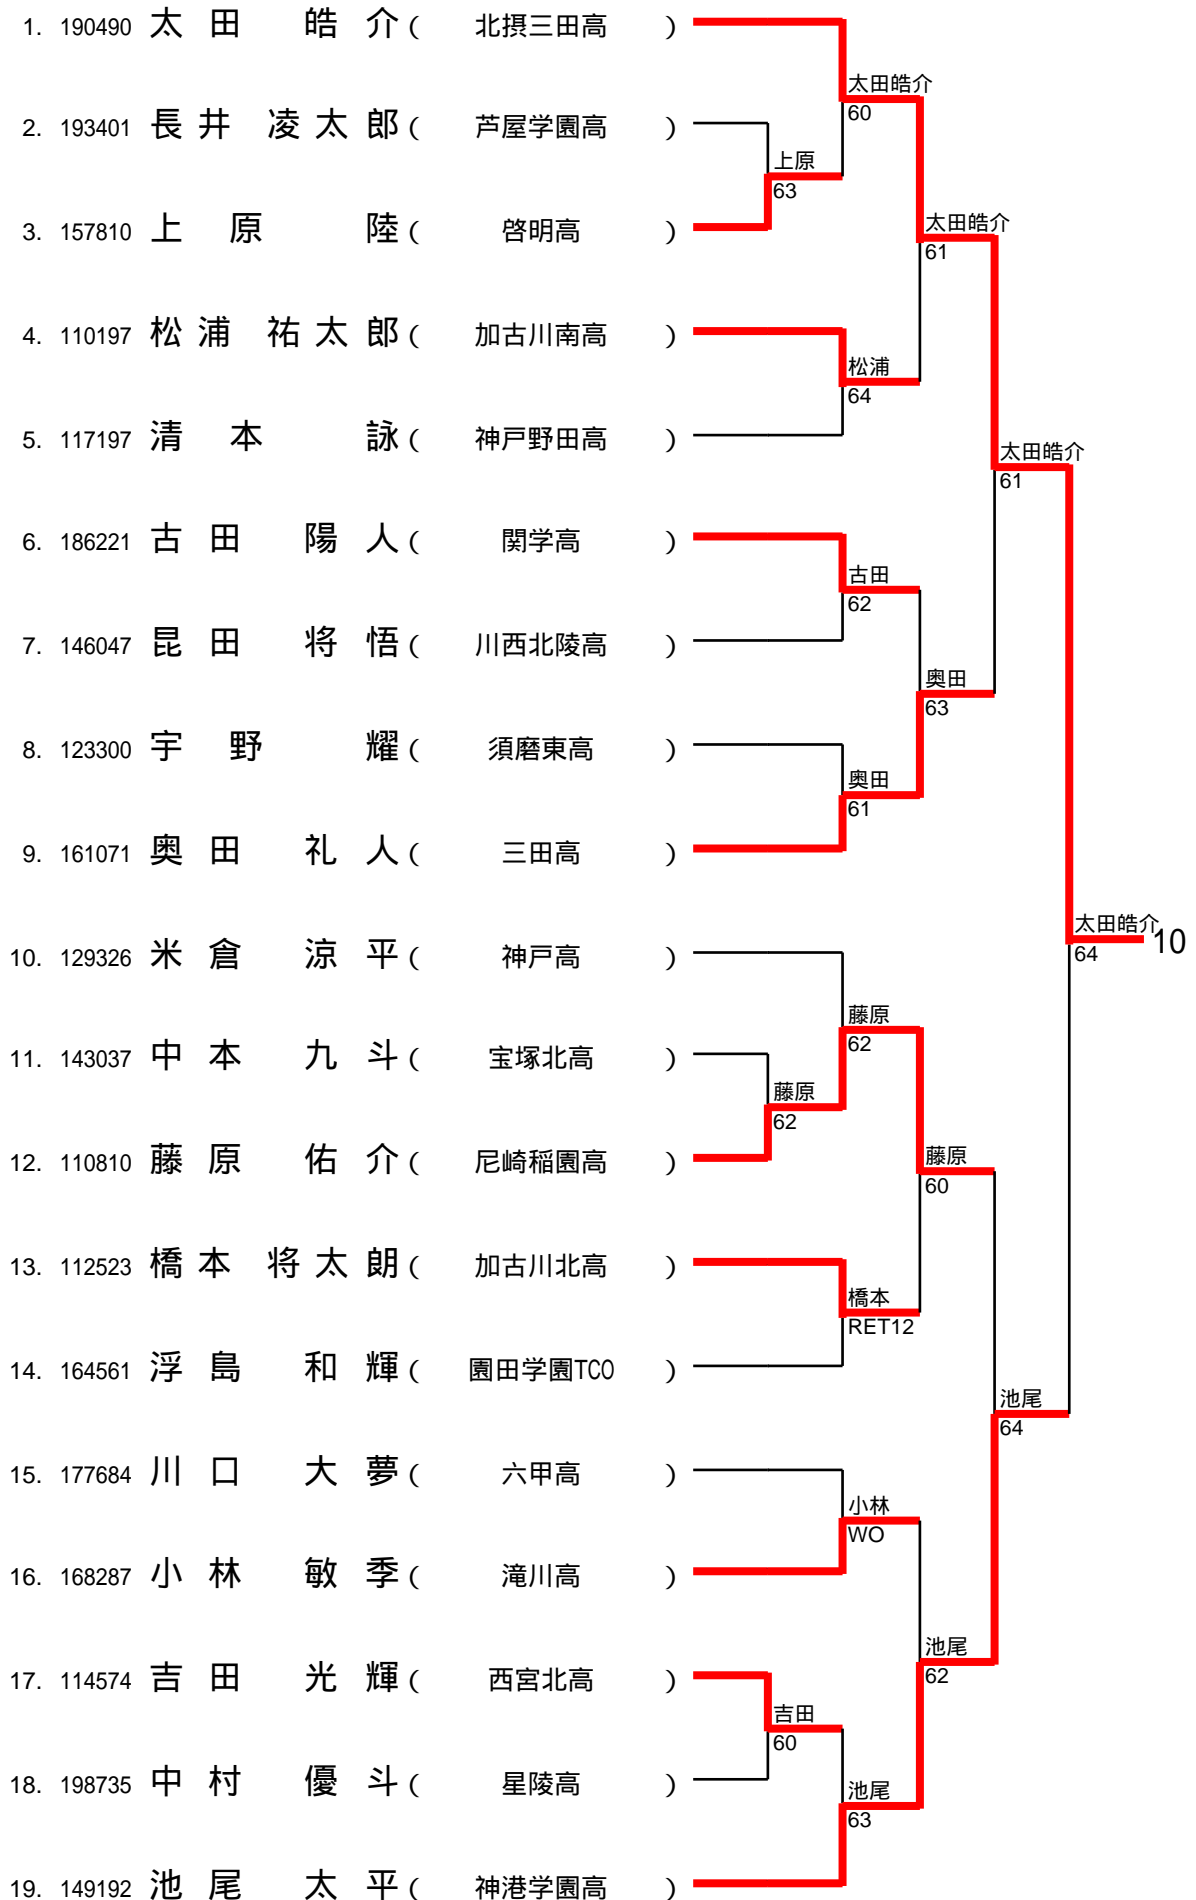 1. 190490 太田 皓介 ( 北摂三田高 )
太田皓介
60
2. 193401 長井 凌太郎 ( 芦屋学園高 )
上原
63
3. 157810 上原 陸 ( 啓明高 )
太田皓介
61
4. 110197 松浦 祐太郎 ( 加古川南高 )
松浦
64
5. 117197 清本 詠 ( 神戸野田高 )
太田皓介
61
6. 186221 古田 陽人 ( 関学高 )
古田
62
7. 146047 昆田 将悟 ( 川西北陵高 )
奥田
63
8. 123300 宇野 耀 ( 須磨東高 )
奥田
61
9. 161071 奥田 礼人 ( 三田高 )
太田皓介
64
10
10. 129326 米倉 涼平 ( 神戸高 )
藤原
62
11. 143037 中本 九斗 ( 宝塚北高 )
藤原
62
12. 110810 藤原 佑介 ( 尼崎稲園高 )
藤原
60
13. 112523 橋本 将太朗 ( 加古川北高 )
橋本
RET12
14. 164561 浮島 和輝 ( 園田学園TCO )
池尾
64
15. 177684 川口 大夢 ( 六甲高 )
小林
WO
16. 168287 小林 敏季 ( 滝川高 )
池尾
62
17. 114574 吉田 光輝 ( 西宮北高 )
吉田
60
18. 198735 中村 優斗 ( 星陵高 )
池尾
63
19. 149192 池尾 太平 ( 神港学園高 )